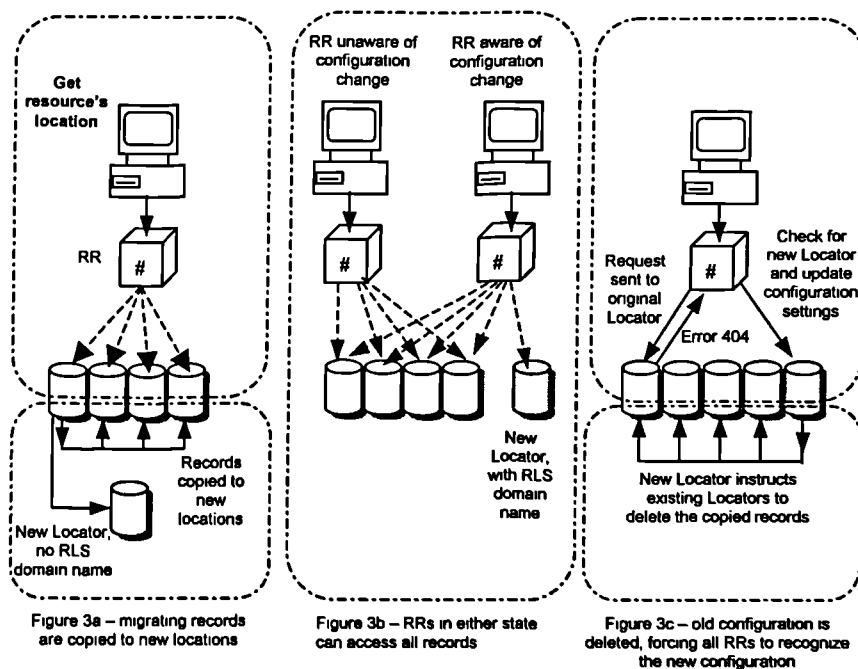 Get
resource's
location
RR
#
Records
copied to
new
locations
New Locator,
no RLS
domain name
Figure 3a – migrating records
are copied to new locations
RR unaware of
configuration
change
RR aware of
configuration
change
#
#
New
Locator,
with RLS
domain
name
Figure 3b – RRs in either state
can access all records
Request
sent to
original
Locator
#
Check for
new Locator
and update
configuration
settings
Error 404
New Locator instructs
existing Locators to
delete the copied records
Figure 3c – old configuration is
deleted, forcing all RRs to recognize
the new configuration